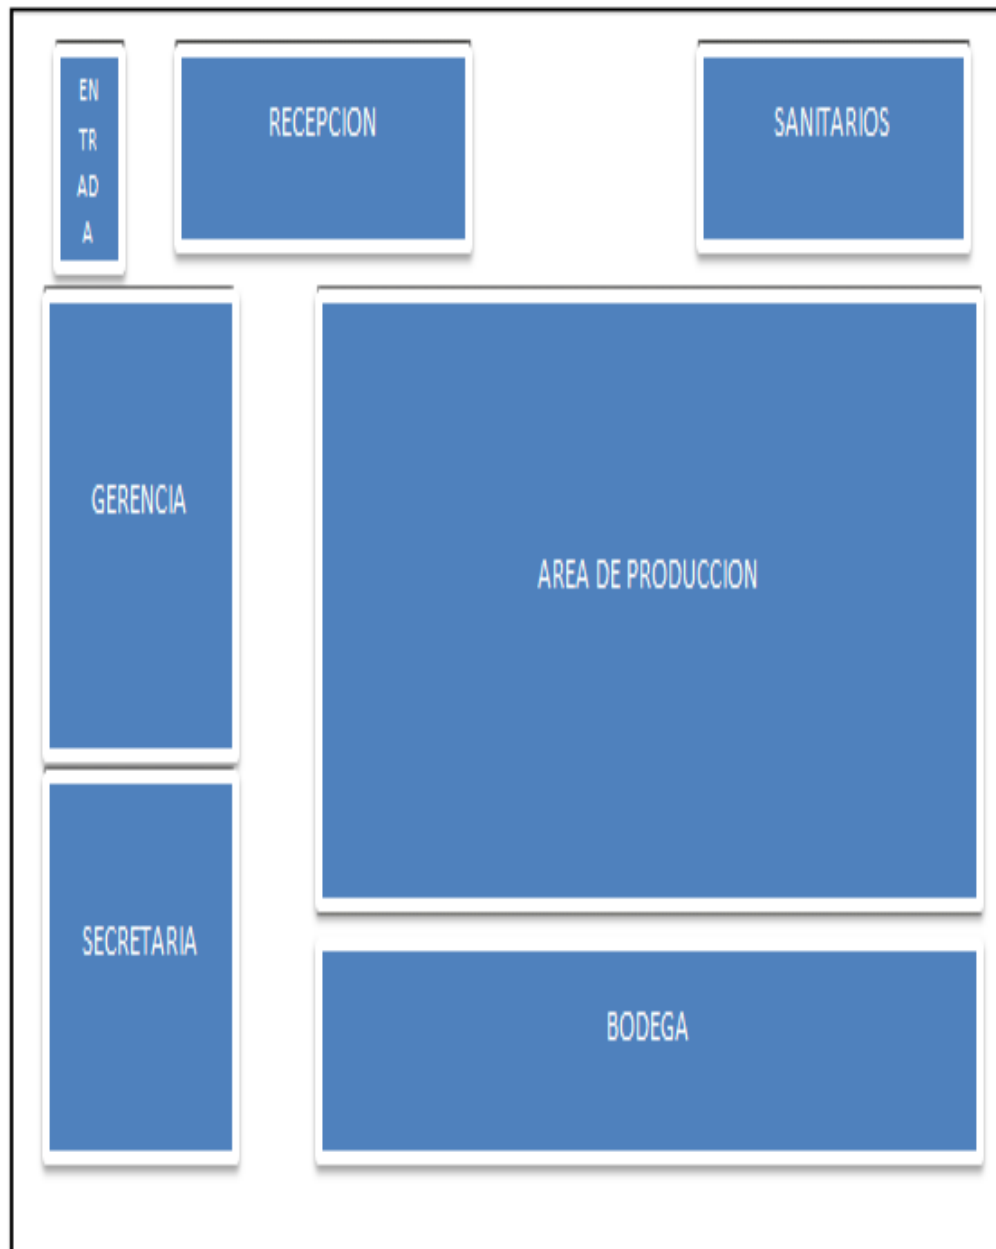 EN
TR
AD
A
RECEPCION
SANITARIOS
GERENCIA
AREA DE PRODUCCION
SECRETARIA
BODEGA